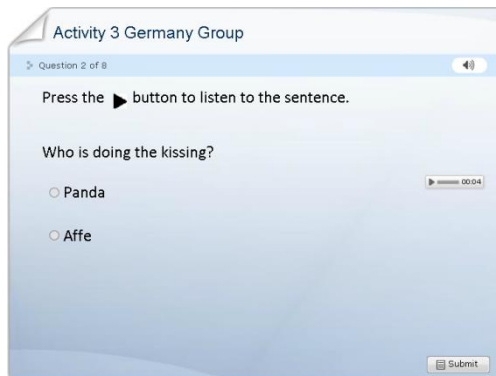 Activity 3 Germany Group
Question 2 of 8
Press the ▶ button to listen to the sentence.
Who is doing the kissing?
00:04
Panda
Affe
Submit